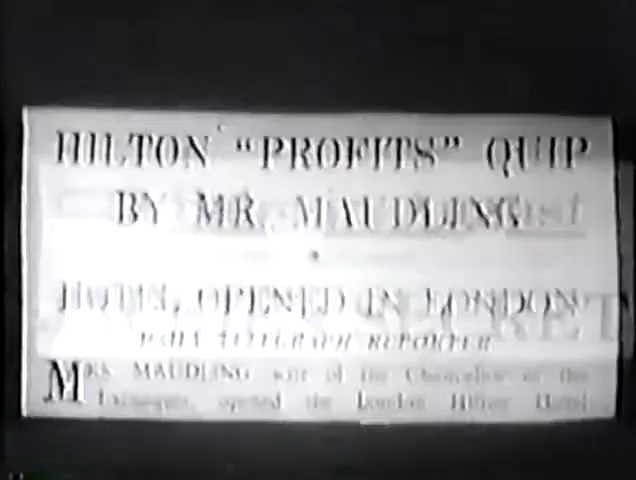 HILTON "PROFITS" QUIP
BY MR. MAUDLING
HOTEL OPENED IN LONDON
DAILY TELEGRAPH REPORTER
MRS MAUDLING wife of the Chancellor of the
Exchequer, opened the London Hilton Hotel